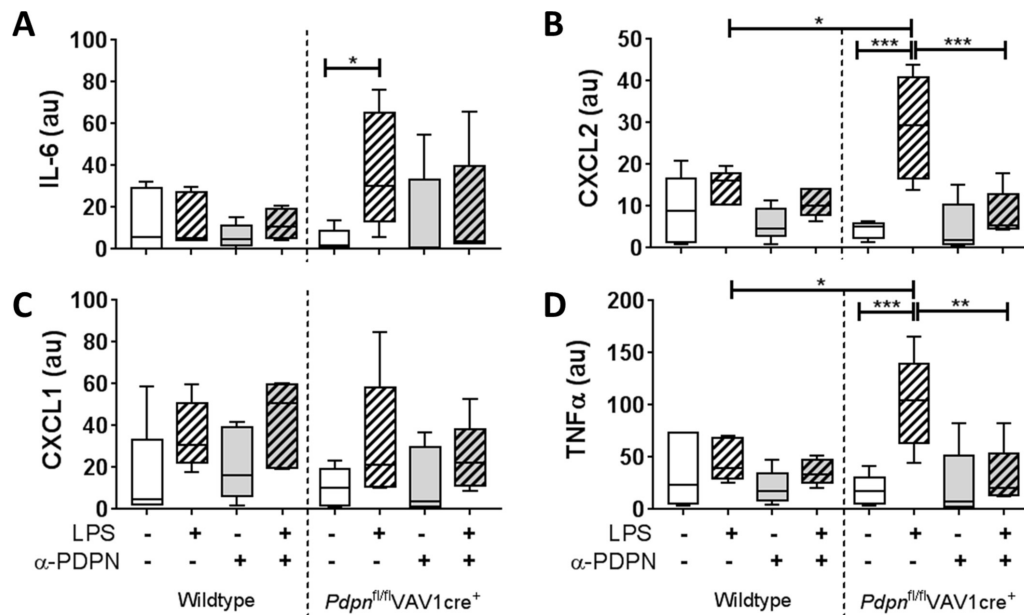 A
B
IL-6 (au)
100
80
60
40
20
0
*
CXCL2 (au)
50
40
30
20
10
0
*
*** ***
C
D
CXCL1 (au)
100
80
60
40
20
0
TNFα (au)
200
150
100
50
0
*
*** **
LPS - + - + - + - + - + - + - + - +
α-PDPN - - + + - - + + - - + + - - + +
Wildtype Pdpnfl/flVAV1cre+ Wildtype Pdpnfl/flVAV1cre+